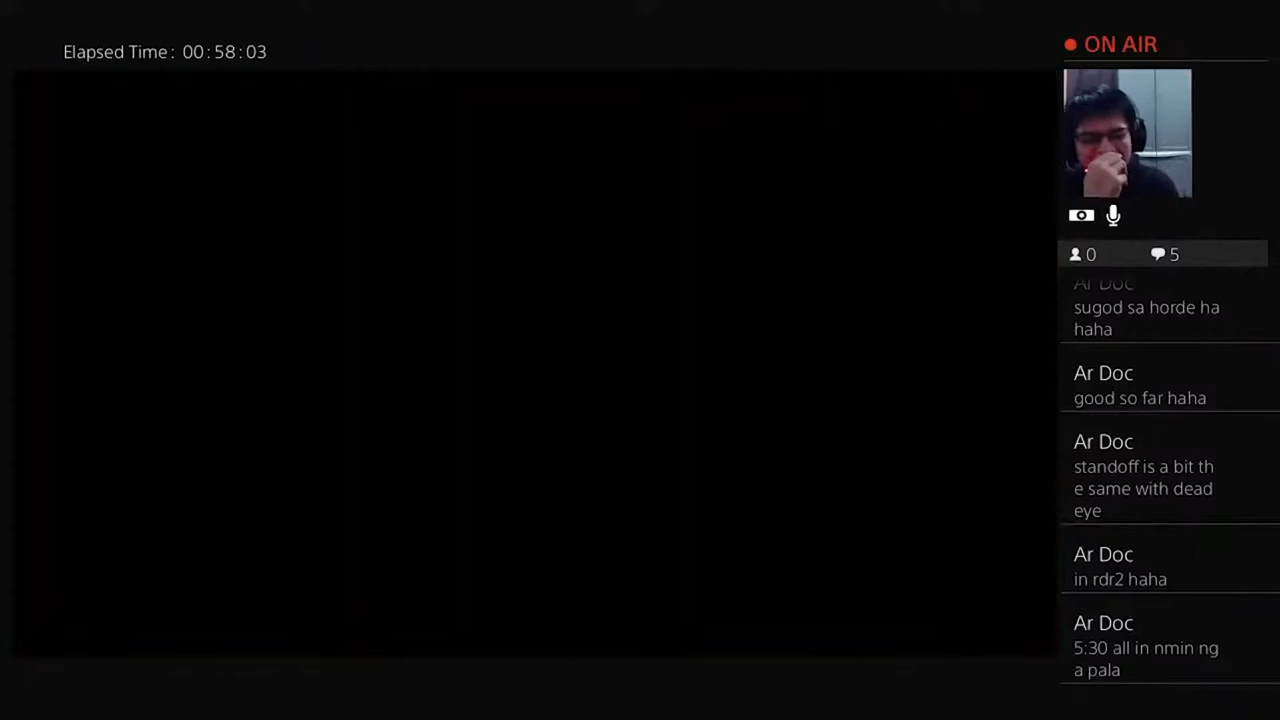 Elapsed Time: 00:58:03
ON AIR
0 5
Ar Doc
sugod sa horde ha
haha
Ar Doc
good so far haha
Ar Doc
standoff is a bit th
e same with dead
eye
Ar Doc
in rdr2 haha
Ar Doc
5:30 all in nmin ng
a pala